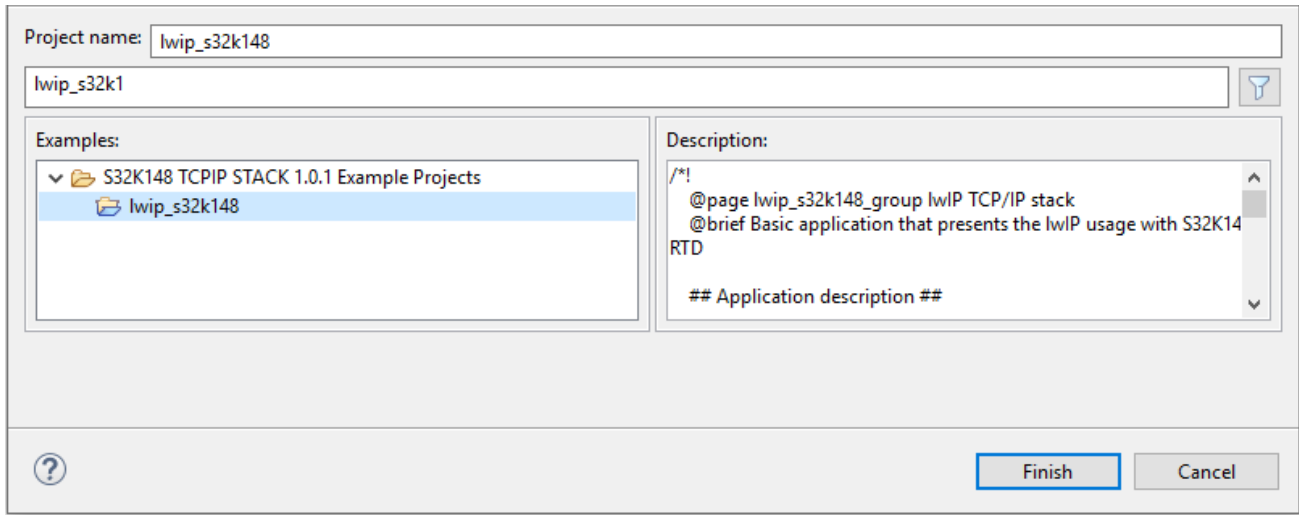 Project name: lwip_s32k148
lwip_s32k1
Examples:
S32K148 TCPIP STACK 1.0.1 Example Projects
lwip_s32k148
Description:
/*!
@page lwip_s32k148_group lwIP TCP/IP stack
@brief Basic application that presents the lwIP usage with S32K14
RTD
## Application description ##
?
Finish Cancel